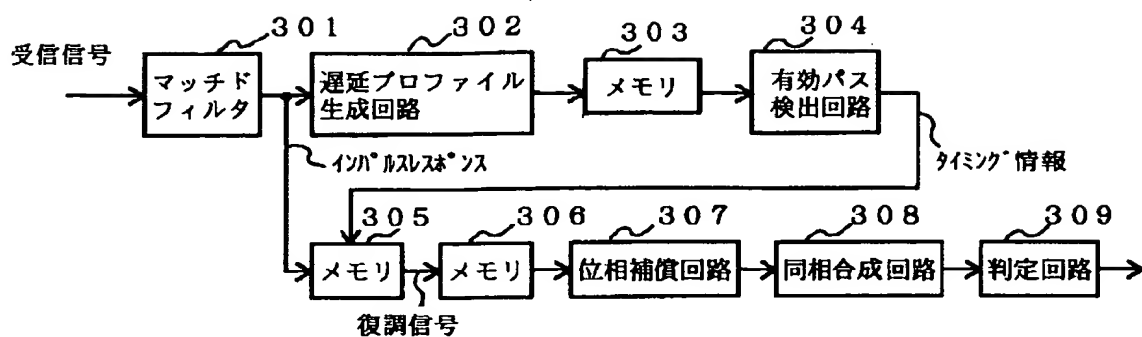 301
302
303
304
受信信号
マッチド
フィルタ
遅延プロファイル
生成回路
メモリ
有効パス
検出回路
インパルスレスポンス
タイミング情報
305
306
307
308
309
メモリ
メモリ
位相補償回路
同相合成回路
判定回路
復調信号